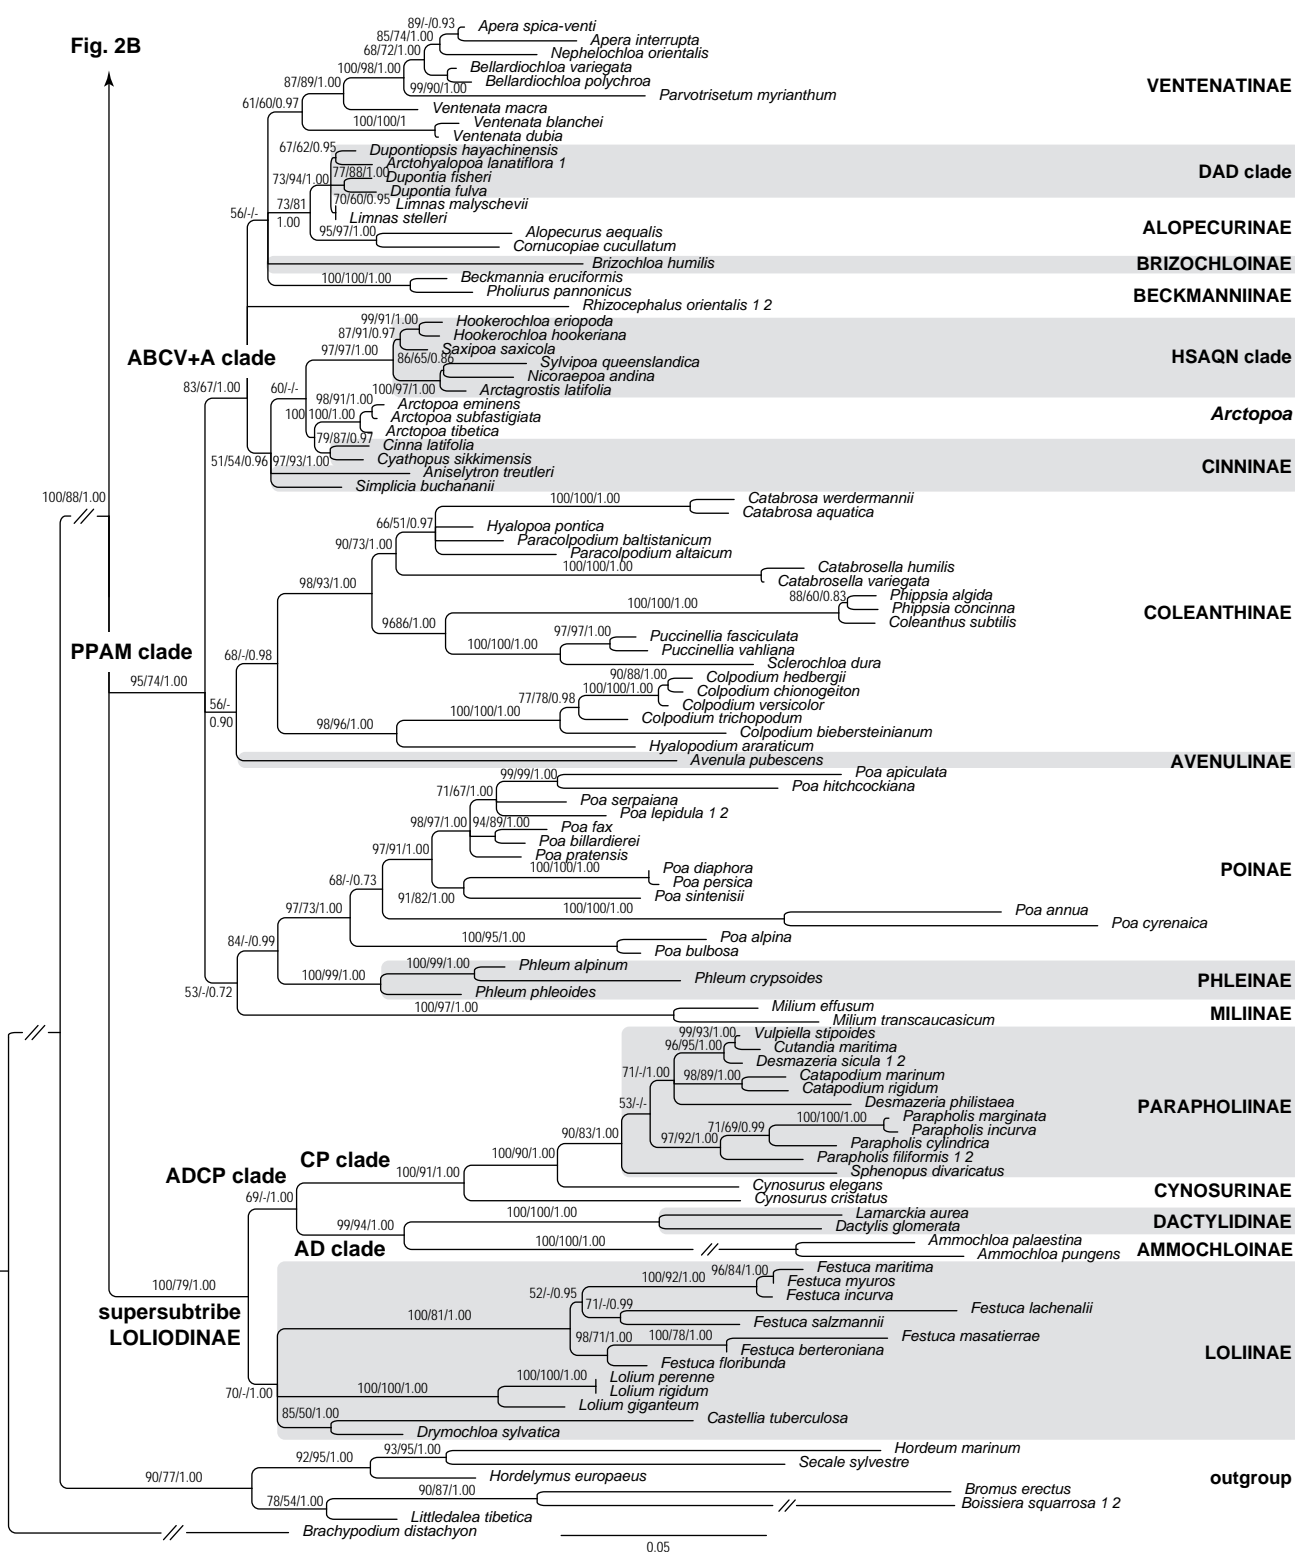 89/-/0.93
Apera spica-venti
85/74/1.00
Apera interrupta
Fig. 2B
68/72/1.00
Nephelochloa orientalis
100/98/1.00
Bellardiochloa variegata
87/89/1.00
99/90/1.00
Bellardiochloa polychroa
VENTENATINAE
Parvotrisetum myrianthum
61/60/0.97
Ventenata macra
100/100/1
Ventenata blanchei
Ventenata dubia
67/62/0.95
Dupontiopsis hayachinensis
Arctohyalopoa lanatiflora 1
77/88/1.00
DAD clade
73/94/1.00
Dupontia fisheri
Dupontia fulva
70/60/0.95
73/81
1.00
Limnas malyschevii
56/-/-
Limnas stelleri
95/97/1.00
Alopecurus aequalis
ALOPECURINAE
Cornucopiae cucullatum
Brizochloa humilis
BRIZOCHLOINAE
100/100/1.00
Beckmannia eruciformis
Pholiurus pannonicus
BECKMANNIINAE
Rhizocephalus orientalis 1 2
99/91/1.00
Hookerochloa eriopoda
87/91/0.97
Hookerochloa hookeriana
97/97/1.00
Saxipoa saxicola
ABCV+A clade
86/65/0.86
Sylvipoa queenslandica
HSAQN clade
Nicoraepoa andina
83/67/1.00
60/-/-
100/97/1.00
Arctagrostis latifolia
98/91/1.00
Arctopoa eminens
100 100/1.00
Arctopoa subfastigiata
Arctopoa
Arctopoa tibetica
79/87/0.97
Cinna latifolia
51/54/0.96
97/93/1.00
Cyathopus sikkimensis
CINNINAE
Aniselytron treutleri
Simplicia buchananii
100/88/1.00
100/100/1.00
Catabrosa werdermannii
Catabrosa aquatica
66/51/0.97
Hyalopoa pontica
90/73/1.00
Paracolpodium baltistanicum
Paracolpodium altaicum
100/100/1.00
Catabrosella humilis
98/93/1.00
Catabrosella variegata
88/60/0.83
Phippsia algida
100/100/1.00
Phippsia concinna
COLEANTHINAE
Coleanthus subtilis
9686/1.00
97/97/1.00
Puccinellia fasciculata
100/100/1.00
Puccinellia vahliana
PPAM clade
68/-/0.98
Sclerochloa dura
95/74/1.00
90/88/1.00
Colpodium hedbergii
100/100/1.00
Colpodium chionogeiton
77/78/0.98
Colpodium versicolor
56/-
0.90
100/100/1.00
Colpodium trichopodum
98/96/1.00
Colpodium biebersteinianum
Hyalopodium araraticum
Avenula pubescens
AVENULINAE
99/99/1.00
Poa apiculata
Poa hitchcockiana
71/67/1.00
Poa serpaiana
Poa lepidula 1 2
98/97/1.00
94/89/1.00
Poa fax
Poa billardierei
97/91/1.00
Poa pratensis
100/100/1.00
Poa diaphora
POINAE
68/-/0.73
Poa persica
91/82/1.00
Poa sintenisii
97/73/1.00
100/100/1.00
Poa annua
Poa cyrenaica
84/-/0.99
100/95/1.00
Poa alpina
Poa bulbosa
100/99/1.00
Phleum alpinum
100/99/1.00
Phleum crypsoides
PHLEINAE
53/-/0.72
Phleum phleoides
100/97/1.00
Milium effusum
MILIINAE
Milium transcaucasicum
99/93/1.00
Vulpiella stipoides
96/95/1.00
Cutandia maritima
Desmazeria sicula 1 2
71/-/1.00
98/89/1.00
Catapodium marinum
Catapodium rigidum
53/-/-
Desmazeria philistaea
PARAPHOLIINAE
100/100/1.00
Parapholis marginata
71/69/0.99
Parapholis incurva
90/83/1.00
97/92/1.00
Parapholis cylindrica
100/90/1.00
Parapholis filiformis 1 2
CP clade
Sphenopus divaricatus
ADCP clade
100/91/1.00
Cynosurus elegans
CYNOSURINAE
69/-/1.00
Cynosurus cristatus
100/100/1.00
Lamarckia aurea
99/94/1.00
Dactylis glomerata
DACTYLIDINAE
AD clade
100/100/1.00
Ammochloa palaestina
Ammochloa pungens
AMMOCHLOINAE
96/84/1.00
Festuca maritima
100/79/1.00
100/92/1.00
Festuca myuros
52/-/0.95
Festuca incurva
supersubtribe
LOLIODINAE
100/81/1.00
71/-/0.99
Festuca lachenalii
Festuca salzmannii
98/71/1.00
100/78/1.00
Festuca masatierrae
Festuca berteroniana
LOLIINAE
Festuca floribunda
100/100/1.00
Lolium perenne
70/-/1.00
100/100/1.00
Lolium rigidum
Lolium giganteum
85/50/1.00
Castellia tuberculosa
Drymochloa sylvatica
93/95/1.00
Hordeum marinum
92/95/1.00
Secale sylvestre
90/77/1.00
Hordelymus europaeus
outgroup
90/87/1.00
Bromus erectus
78/54/1.00
Boissiera squarrosa 1 2
Littledalea tibetica
Brachypodium distachyon
0.05